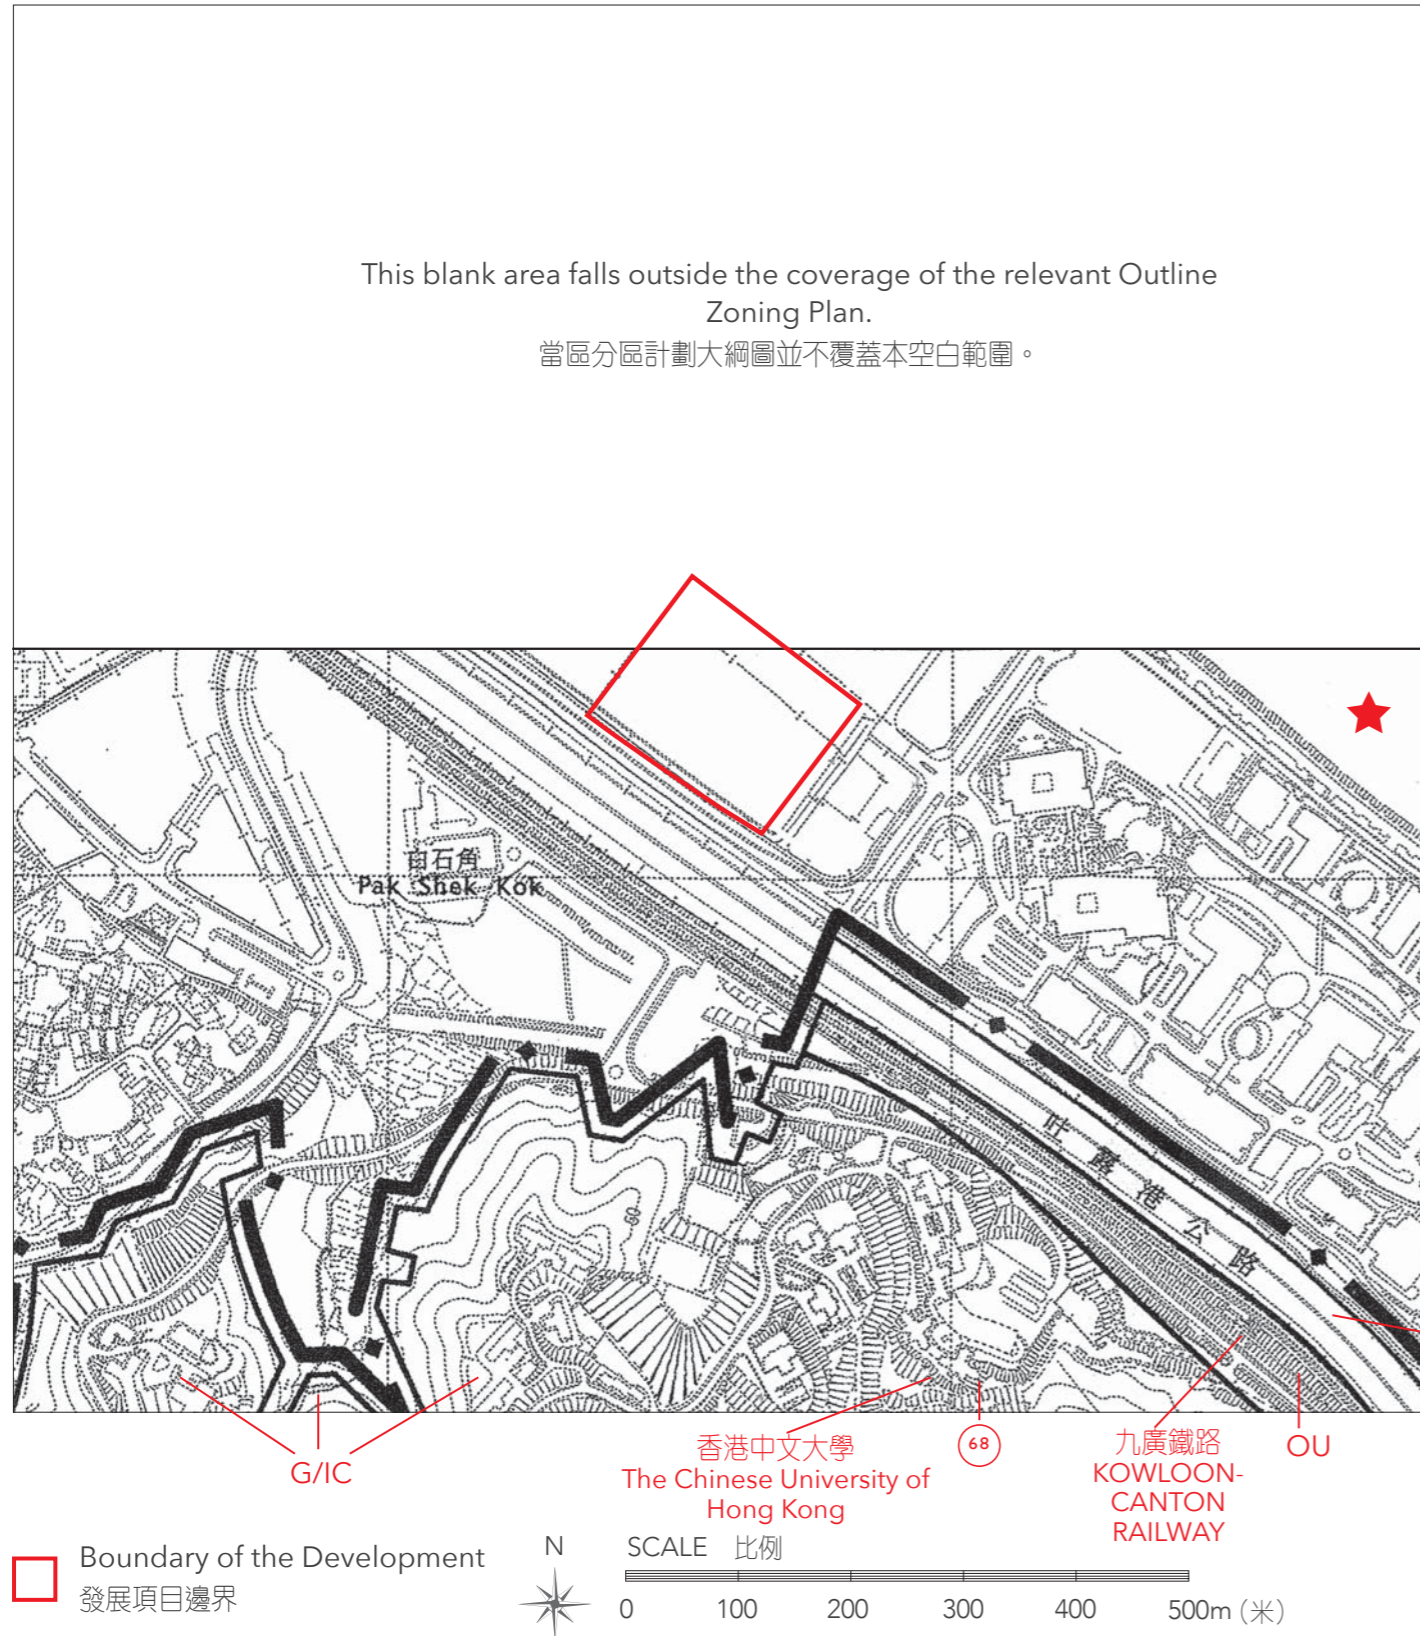 This blank area falls outside the coverage of the relevant Outline
Zoning Plan.
當區分區計劃大綱圖並不覆蓋本空白範圍。
白石角
Pak Shek Kok
吐露港公路
G/IC
香港中文大學
The Chinese University of
Hong Kong
68
九廣鐵路
KOWLOON-
CANTON
RAILWAY
OU
Boundary of the Development
發展項目邊界
N
SCALE 比例
0 100 200 300 400 500m (米)